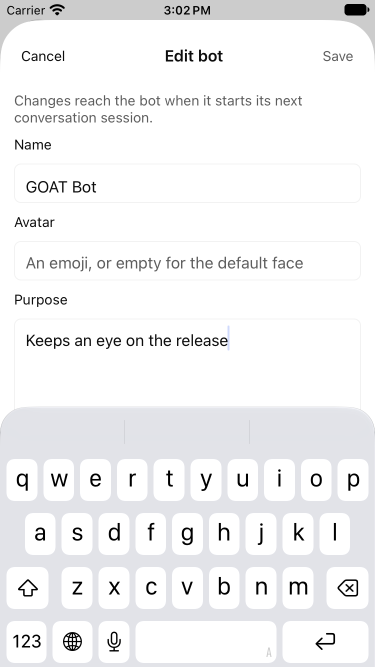 Carrier 3:02 PM
Cancel Edit bot Save
Changes reach the bot when it starts its next
conversation session.
Name
GOAT Bot
Avatar
An emoji, or empty for the default face
Purpose
Keeps an eye on the release
q w e r t y u i o p
a s d f g h j k l
z x c v b n m
123 A